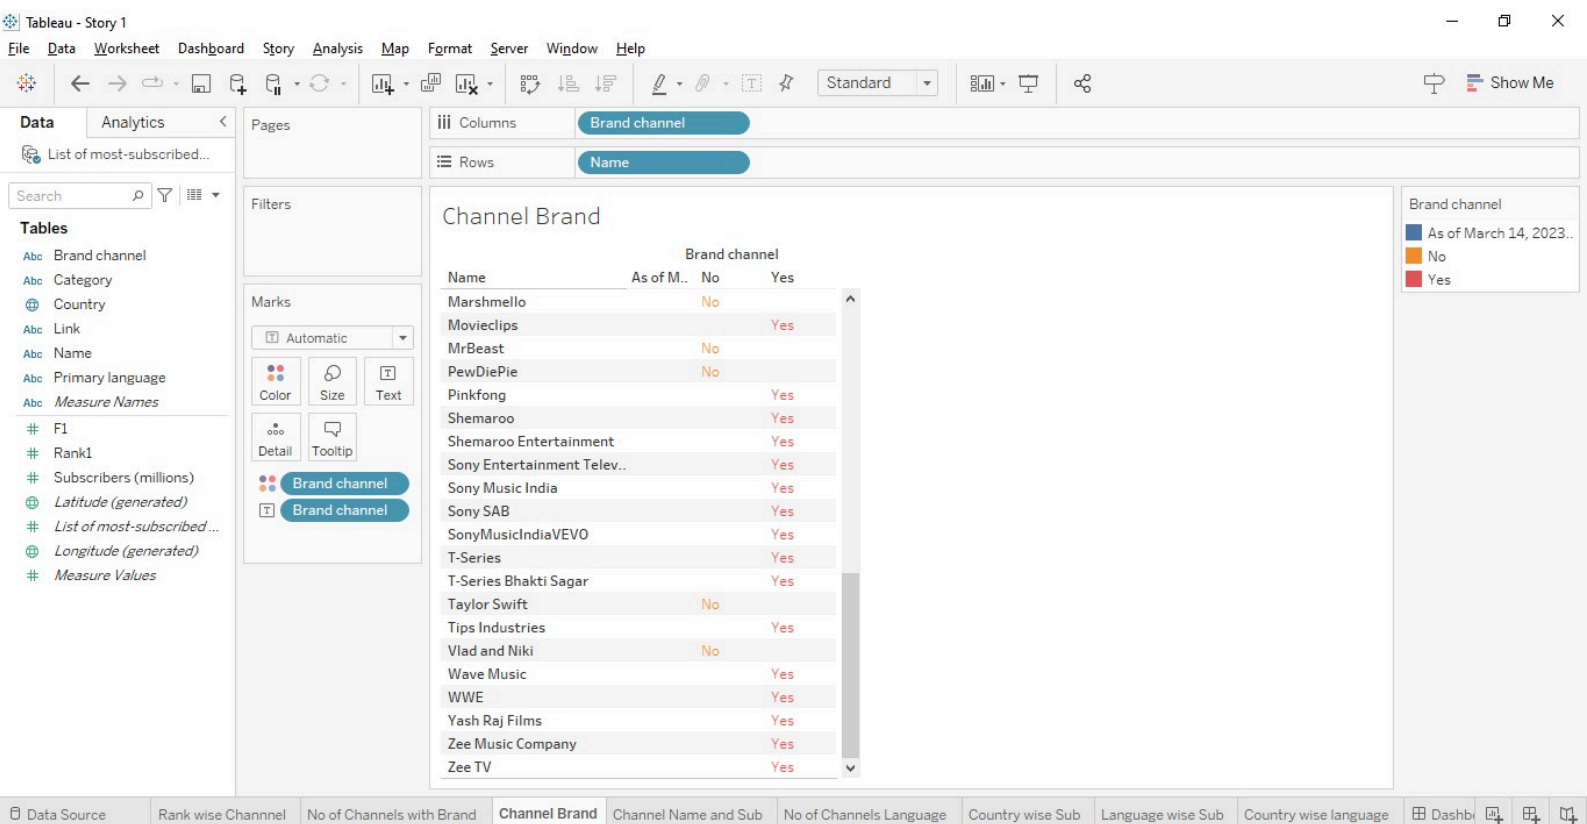 Tableau - Story 1
File Data Worksheet Dashboard Story Analysis Map Format Server Window Help
Standard
Show Me
Data Analytics
List of most-subscribed...
Search
Tables
Abc Brand channel
Abc Category
Country
Abc Link
Abc Name
Abc Primary language
Abc Measure Names
# F1
# Rank1
# Subscribers (millions)
Latitude (generated)
# List of most-subscribed ...
Longitude (generated)
# Measure Values
Pages
Filters
Marks
T Automatic
Color Size T Text
Detail Tooltip
Brand channel
T Brand channel
iii Columns Brand channel
Rows Name
Channel Brand
Brand channel
Name As of M.. No Yes
Marshmello No
Movieclips Yes
MrBeast No
PewDiePie No
Pinkfong Yes
Shemaroo Yes
Shemaroo Entertainment Yes
Sony Entertainment Telev.. Yes
Sony Music India Yes
Sony SAB Yes
SonyMusicIndiaVEVO Yes
T-Series Yes
T-Series Bhakti Sagar Yes
Taylor Swift No
Tips Industries Yes
Vlad and Niki No
Wave Music Yes
WWE Yes
Yash Raj Films Yes
Zee Music Company Yes
Zee TV Yes
Brand channel
As of March 14, 2023..
No
Yes
Data Source Rank wise Channnel No of Channels with Brand Channel Brand Channel Name and Sub No of Channels Language Country wise Sub Language wise Sub Country wise language Dashb